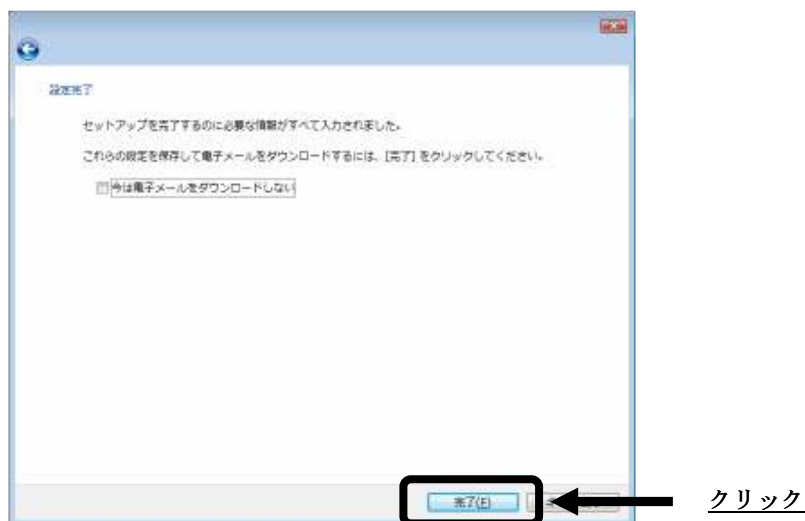 設定完了
セットアップを完了するのに必要な情報がすべて入力されました。
これらの設定を保存して電子メールをダウンロードするには、[完了] をクリックしてください。
今は電子メールをダウンロードしない
完了(F)
クリック